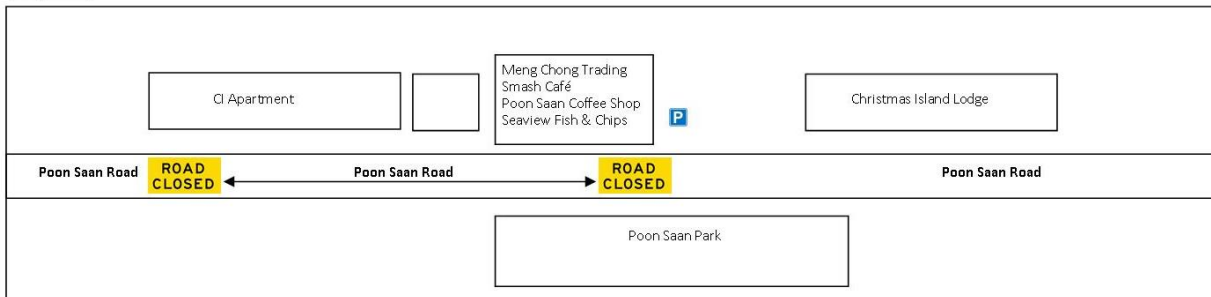 CI Apartment
Meng Chong Trading
Smash Café
Poon Saan Coffee Shop
Seaview Fish & Chips
P
Christmas Island Lodge
Poon Saan Road
ROAD
CLOSED
Poon Saan Road
ROAD
CLOSED
Poon Saan Road
Poon Saan Park